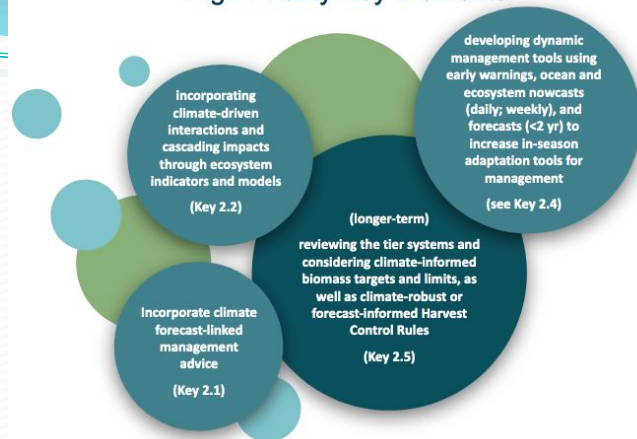 developing dynamic
management tools using
early warnings, ocean and
ecosystem nowcasts
(daily; weekly), and
forecasts (<2 yr) to
increase in-season
adaptation tools for
management
(see Key 2.4)
incorporating
climate-driven
interactions and
cascading impacts
through ecosystem
indicators and models
(Key 2.2)
(longer-term)
reviewing the tier systems and
considering climate-informed
biomass targets and limits, as
well as climate-robust or
forecast-informed Harvest
Control Rules
(Key 2.5)
Incorporate climate
forecast-linked
management
advice
(Key 2.1)